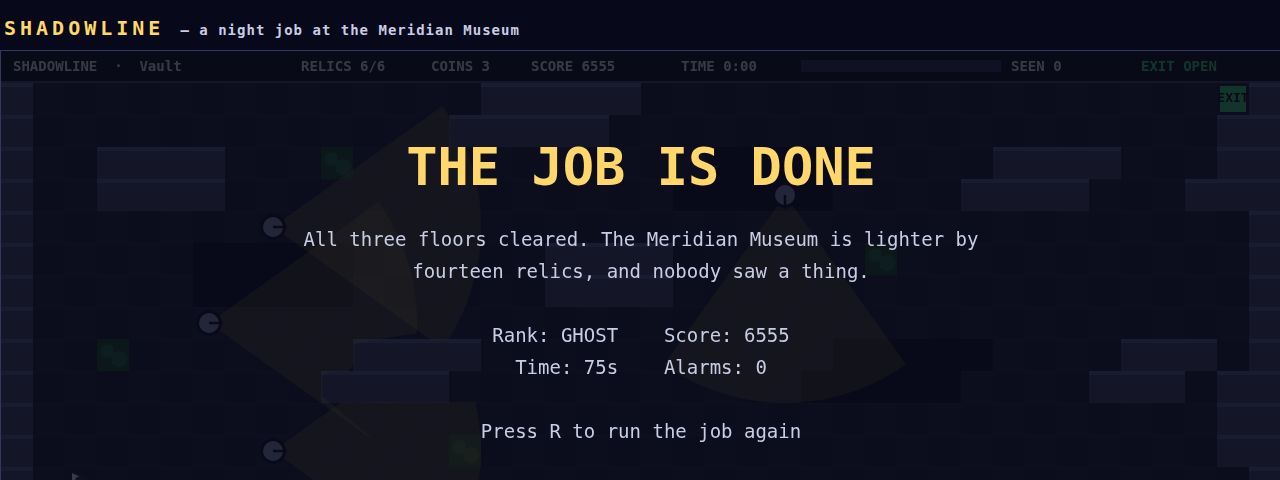 SHADOWLINE — a night job at the Meridian Museum
SHADOWLINE · Vault RELICS 6/6 COINS 3 SCORE 6555 TIME 0:00 SEEN 0 EXIT OPEN
EXIT
THE JOB IS DONE
All three floors cleared. The Meridian Museum is lighter by
fourteen relics, and nobody saw a thing.
Rank: GHOST Score: 6555
Time: 75s Alarms: 0
Press R to run the job again